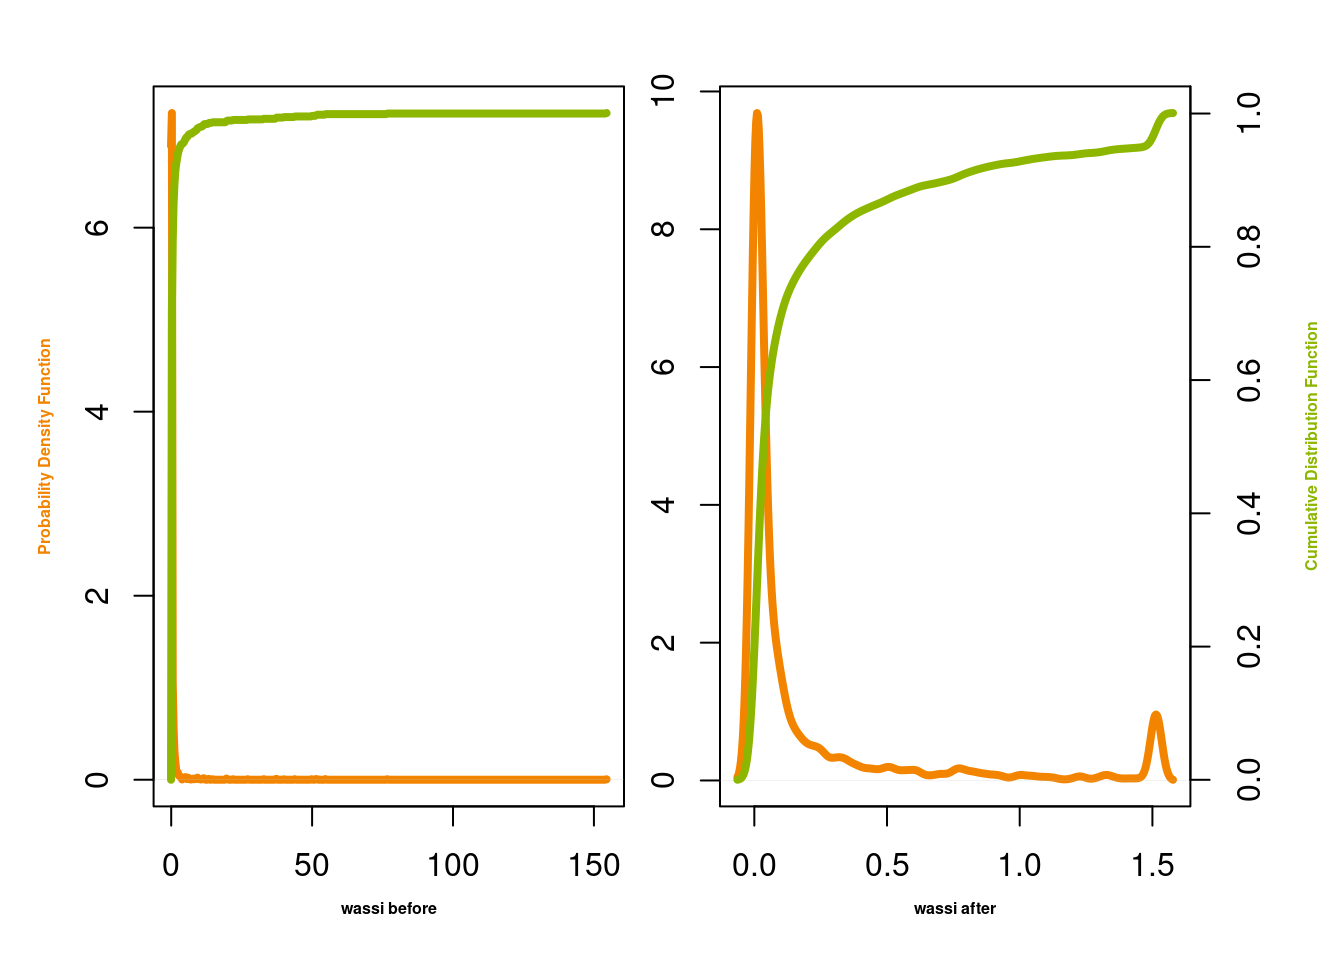 Probability Density Function
6
4
2
0
0 50 100 150
wassi before
10
8
6
4
2
0
0.0 0.5 1.0 1.5
wassi after
1.0
0.8
0.6
0.4
0.2
0.0
Cumulative Distribution Function